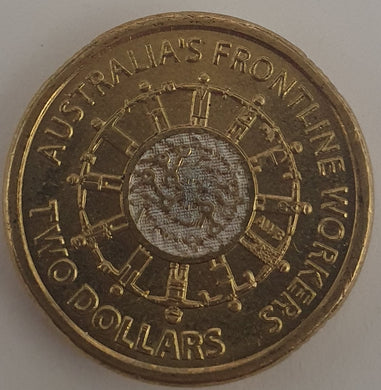 AUSTRALIA'S FRONTLINE WORKERS
TWO DOLLARS